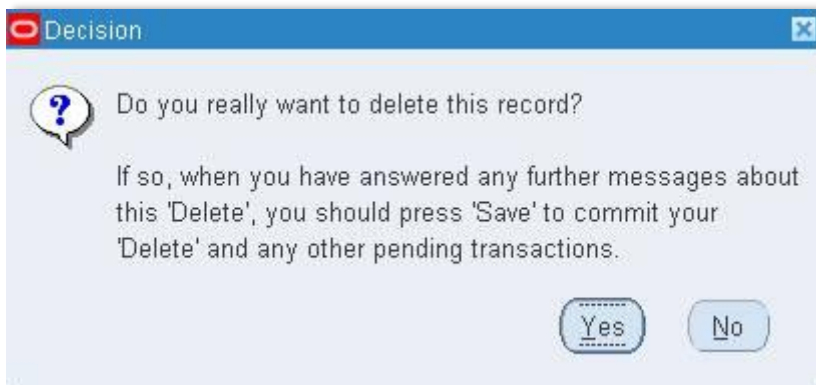 Decision
Do you really want to delete this record?
If so, when you have answered any further messages about
this 'Delete', you should press 'Save' to commit your
'Delete' and any other pending transactions.
Yes No